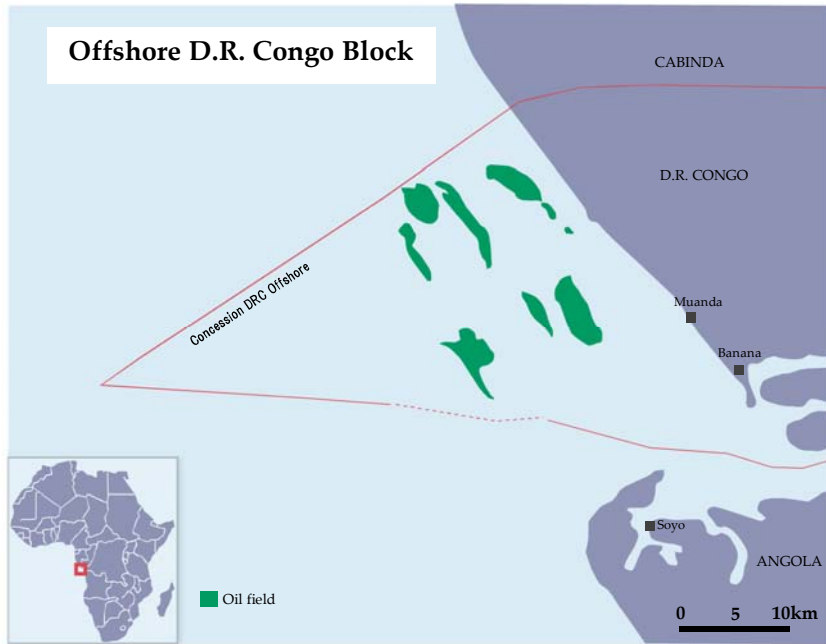 Offshore D.R. Congo Block
CABINDA
D.R. CONGO
Concession DRC Offshore
Muanda
Banana
Soyo
ANGOLA
Oil field
0 5 10km